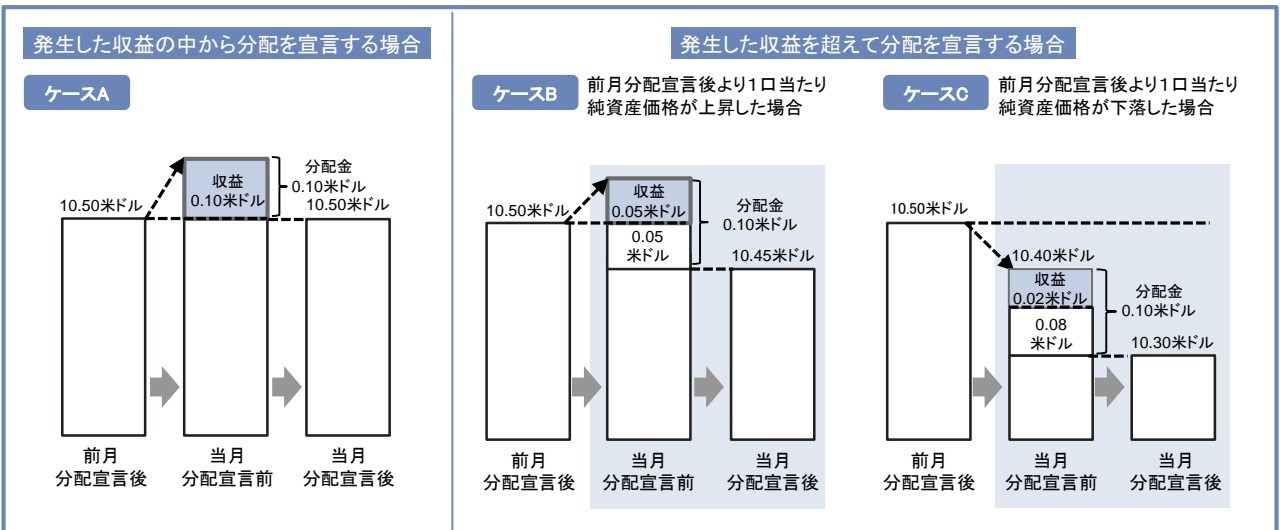 発生した収益の中から分配を宣言する場合
ケースA
分配金
0.10米ドル
収益
0.10米ドル
10.50米ドル
10.50米ドル
前月
分配宣言後
当月
分配宣言前
当月
分配宣言後
発生した収益を超えて分配を宣言する場合
ケースB
前月分配宣言後より1口当たり
純資産価格が上昇した場合
10.50米ドル
収益
0.05米ドル
0.05
米ドル
分配金
0.10米ドル
10.45米ドル
前月
分配宣言後
当月
分配宣言前
当月
分配宣言後
ケースC
前月分配宣言後より1口当たり
純資産価格が下落した場合
10.50米ドル
10.40米ドル
収益
0.02米ドル
0.08
米ドル
分配金
0.10米ドル
10.30米ドル
前月
分配宣言後
当月
分配宣言前
当月
分配宣言後